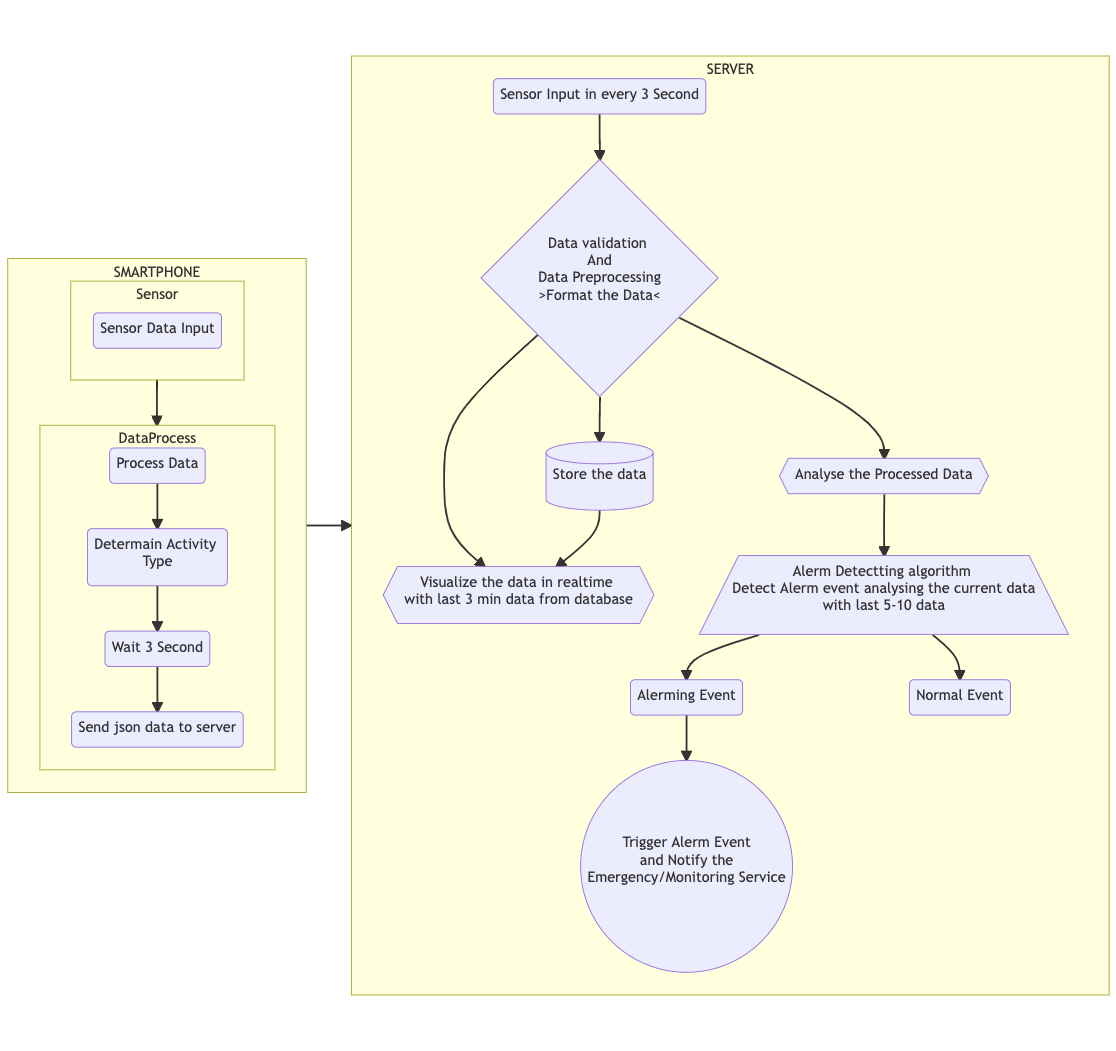 SMARTPHONE
Sensor
Sensor Data Input
DataProcess
Process Data
Determain Activity
Type
Wait 3 Second
Send json data to server
SERVER
Sensor Input in every 3 Second
Data validation
And
Data Preprocessing
>Format the Data<
Store the data
Analyse the Processed Data
Visualize the data in realtime
with last 3 min data from database
Alerm Detectting algorithm
Detect Alerm event analysing the current data
with last 5-10 data
Alerming Event
Normal Event
Trigger Alerm Event
and Notify the
Emergency/Monitoring Service